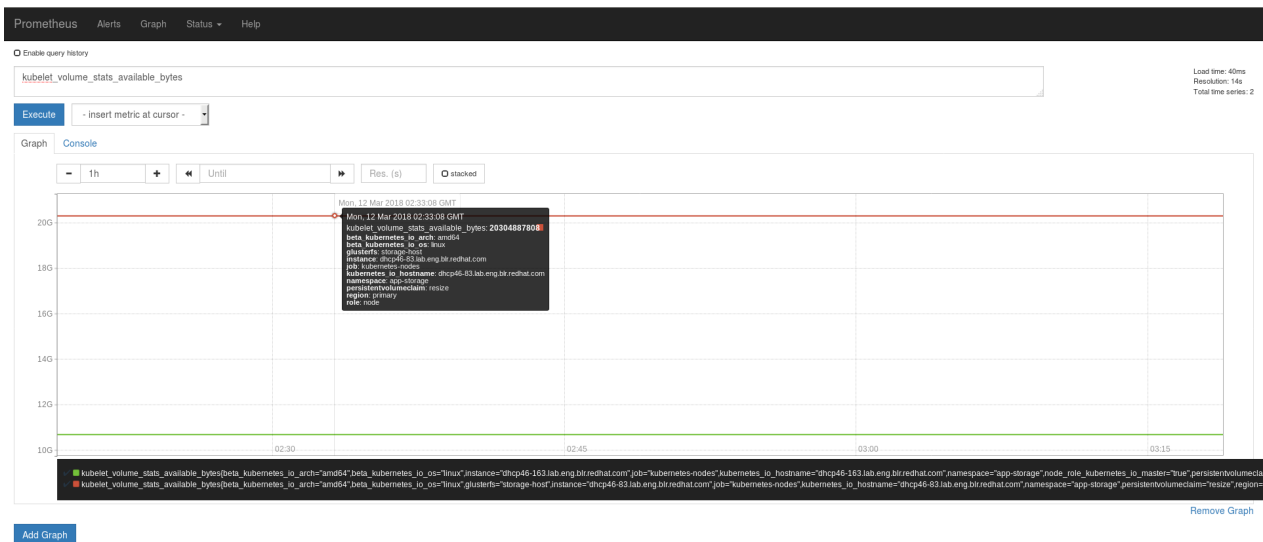 Prometheus Alerts Graph Status Help
Enable query history
kubelet_volume_stats_available_bytes
Load time: 40ms
Resolution: 14s
Total time series: 2
Execute - insert metric at cursor -
Graph Console
- 1h + Until Res. (s) stacked
Mon, 12 Mar 2018 02:33:08 GMT
Mon, 12 Mar 2018 02:33:08 GMT
kubelet_volume_stats_available_bytes: 20304887808
beta_kubernetes_io_arch: amd64
beta_kubernetes_io_os: linux
glusterfs: storage-host
instance: dhcp46-83.lab.eng.blr.redhat.com
job: kubernetes-nodes
kubernetes_io_hostname: dhcp46-83.lab.eng.blr.redhat.com
namespace: app-storage
persistentvolumeclaim: resize
region: primary
role: node
20G
18G
16G
14G
12G
10G
02:30 02:45 03:00 03:15
kubelet_volume_stats_available_bytes{beta_kubernetes_io_arch="amd64",beta_kubernetes_io_os="linux",instance="dhcp46-163.lab.eng.blr.redhat.com",job="kubernetes-nodes",kubernetes_io_hostname="dhcp46-163.lab.eng.blr.redhat.com",namespace="app-storage",node_role_kubernetes_io_master="true",persistentvolumecla
kubelet_volume_stats_available_bytes{beta_kubernetes_io_arch="amd64",beta_kubernetes_io_os="linux",glusterfs="storage-host",instance="dhcp46-83.lab.eng.blr.redhat.com",job="kubernetes-nodes",kubernetes_io_hostname="dhcp46-83.lab.eng.blr.redhat.com",namespace="app-storage",persistentvolumeclaim="resize",region=
Remove Graph
Add Graph